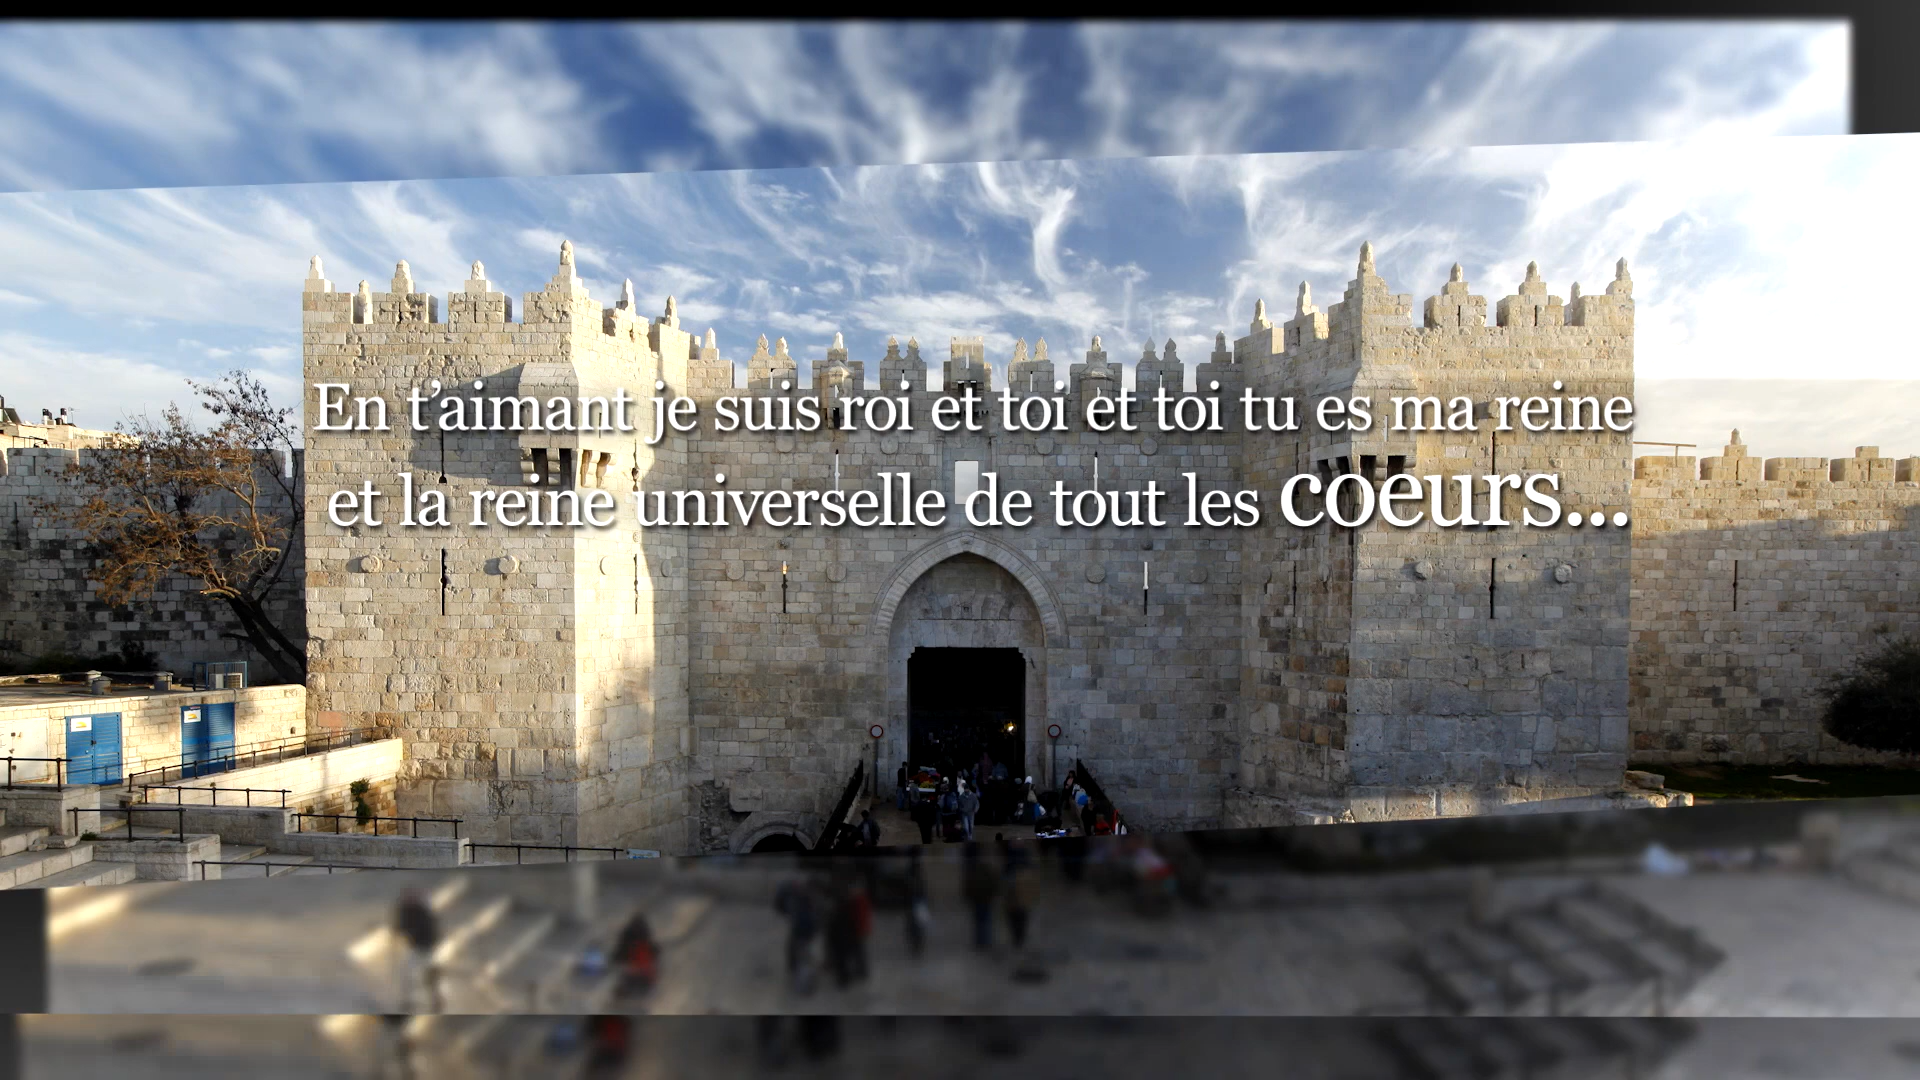 En t’aimant je suis roi et toi et toi tu es ma reine
et la reine universelle de tout les coeurs...